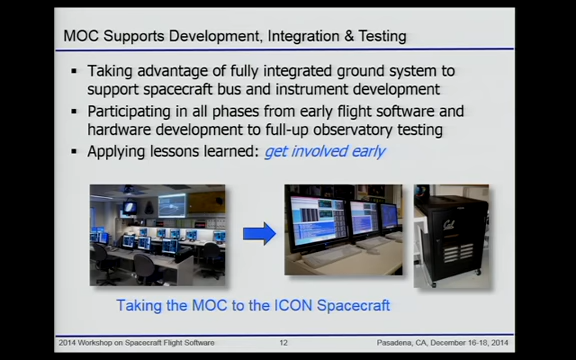 MOC Supports Development, Integration & Testing
Taking advantage of fully integrated ground system to
support spacecraft bus and instrument development
Participating in all phases from early flight software and
hardware development to full-up observatory testing
Applying lessons learned: get involved early
Cal
Taking the MOC to the ICON Spacecraft
2014 Workshop on Spacecraft Flight Software
12
Pasadena, CA, December 16-18, 2014